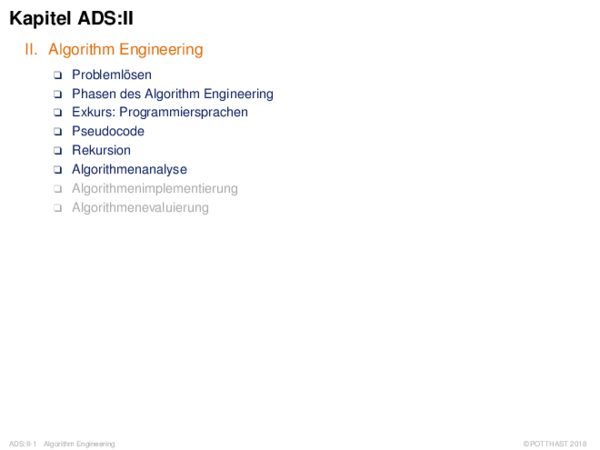 Kapitel ADS:II
II. Algorithm Engineering
❑ Problemlösen
❑ Phasen des Algorithm Engineering
❑ Exkurs: Programmiersprachen
❑ Pseudocode
❑ Rekursion
❑ Algorithmenanalyse
❑ Algorithmenimplementierung
❑ Algorithmenevaluierung
ADS:II-1 Algorithm Engineering ©POTTHAST 2018